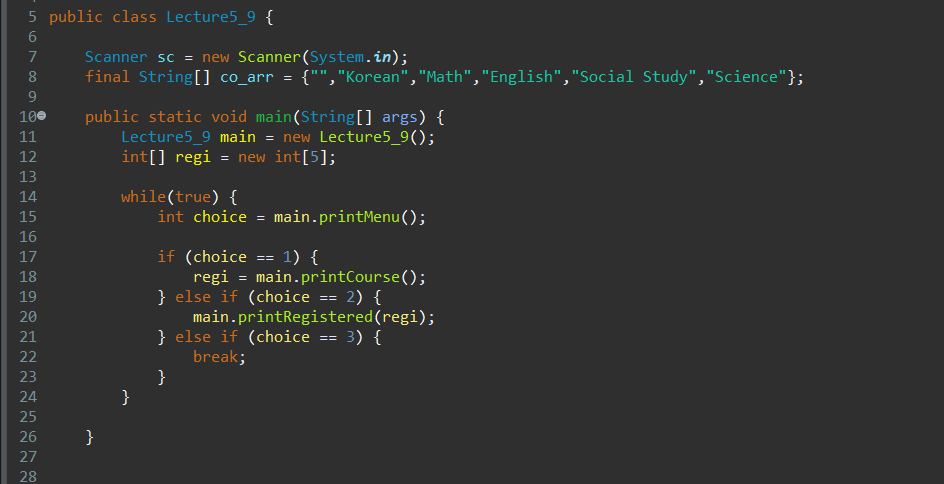 5 public class Lecture5_9 {
6
7     Scanner sc = new Scanner(System.in);
8     final String[] co_arr = {"","Korean","Math","English","Social Study","Science"};
9
10     public static void main(String[] args) {
11         Lecture5_9 main = new Lecture5_9();
12         int[] regi = new int[5];
13
14         while(true) {
15             int choice = main.printMenu();
16
17             if (choice == 1) {
18                 regi = main.printCourse();
19             } else if (choice == 2) {
20                 main.printRegistered(regi);
21             } else if (choice == 3) {
22                 break;
23             }
24         }
25
26     }
27
28